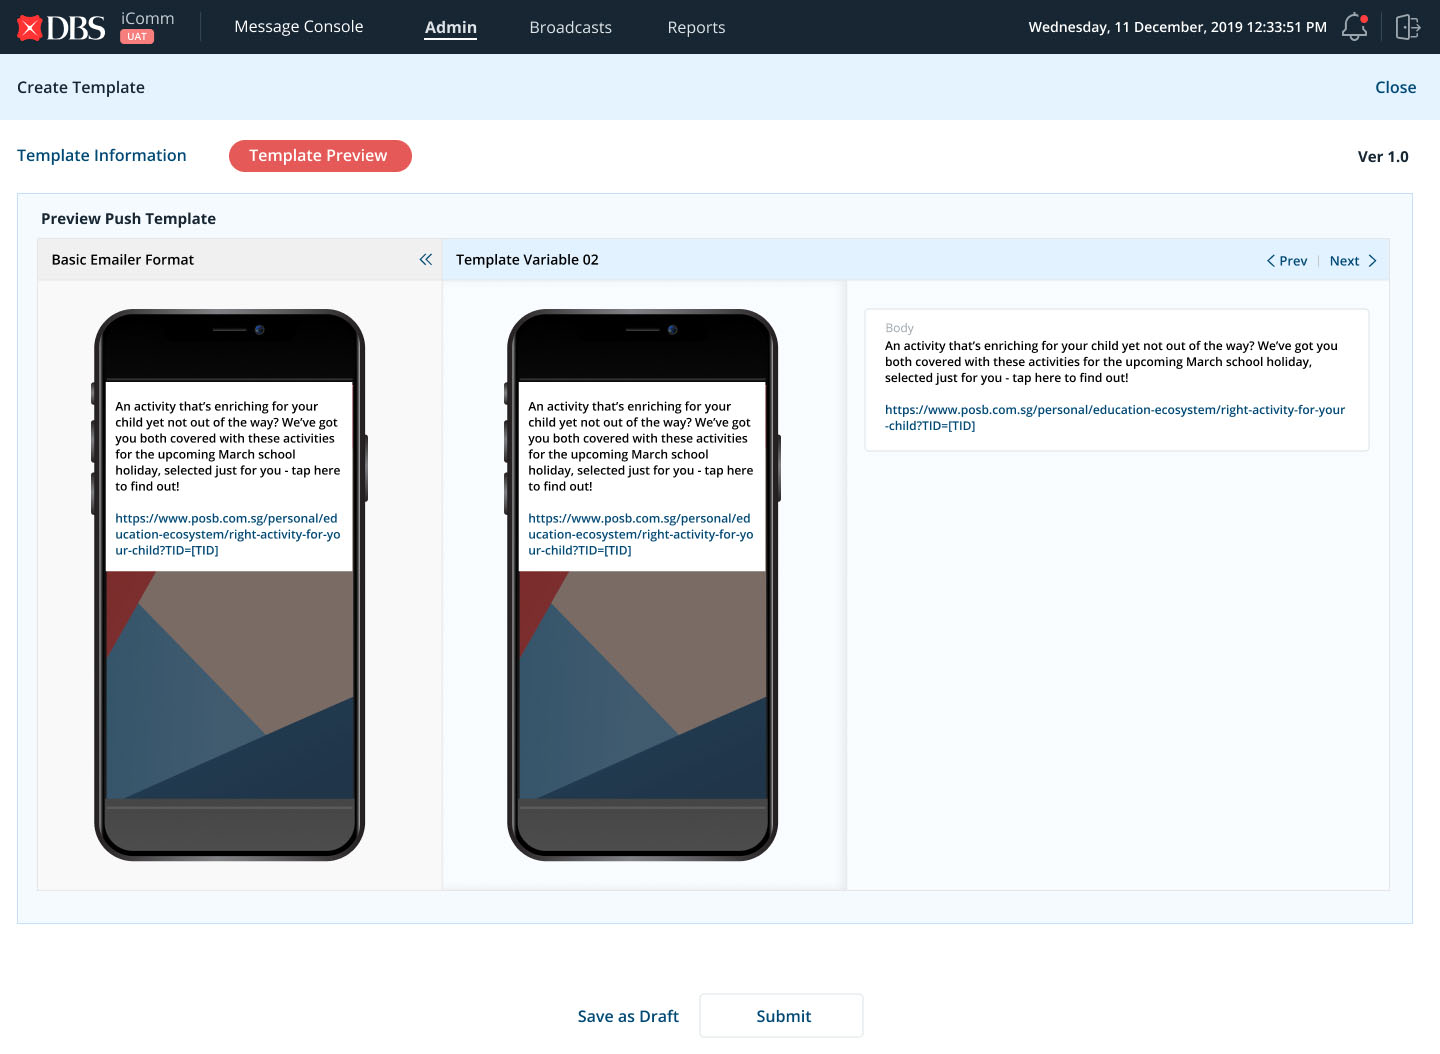 DBS
iComm
UAT
Message Console
Admin
Broadcasts
Reports
Wednesday, 11 December, 2019 12:33:51 PM
Create Template
Close
Template Information
Template Preview
Ver 1.0
Preview Push Template
Basic Emailer Format
Template Variable 02
Prev
Next
An activity that’s enriching for your
child yet not out of the way? We’ve got
you both covered with these activities
for the upcoming March school
holiday, selected just for you - tap here
to find out!
https://www.posb.com.sg/personal/ed
ucation-ecosystem/right-activity-for-yo
ur-child?TID=[TID]
An activity that’s enriching for your
child yet not out of the way? We’ve got
you both covered with these activities
for the upcoming March school
holiday, selected just for you - tap here
to find out!
https://www.posb.com.sg/personal/ed
ucation-ecosystem/right-activity-for-yo
ur-child?TID=[TID]
Body
An activity that’s enriching for your child yet not out of the way? We’ve got you
both covered with these activities for the upcoming March school holiday,
selected just for you - tap here to find out!
https://www.posb.com.sg/personal/education-ecosystem/right-activity-for-your
-child?TID=[TID]
Save as Draft
Submit